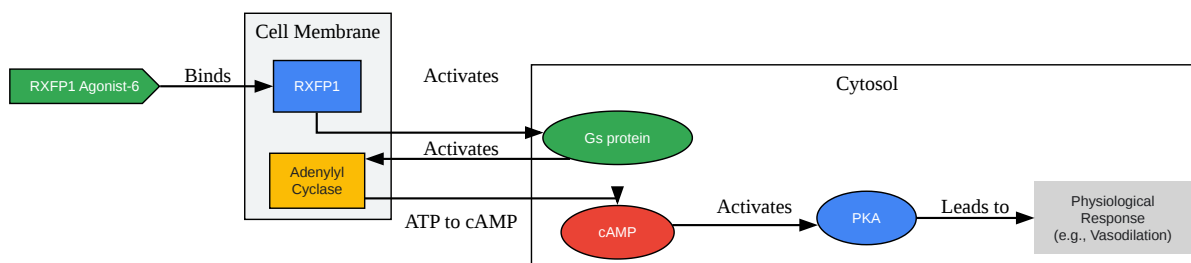 Cell Membrane
RXFP1 Agonist-6
Binds
RXFP1
Activates
Cytosol
Gs protein
Activates
Adenylyl
Cyclase
ATP to cAMP
cAMP
Activates
PKA
Leads to
Physiological
Response
(e.g., Vasodilation)